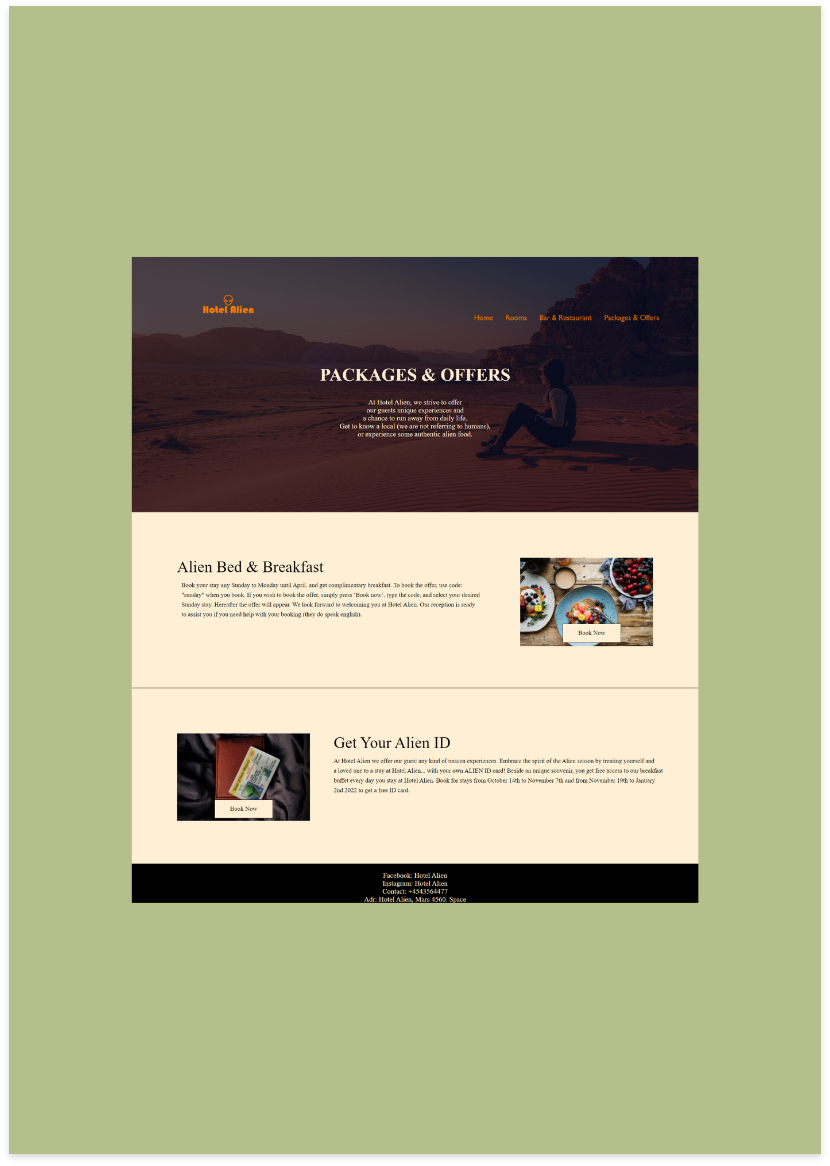 Hotel Alien
Home Rooms Bar & Restaurant Packages & Offers
PACKAGES & OFFERS
At Hotel Alien, we strive to offer
our guests unique experiences and
a chance to run away from daily life.
Get to know a local (we are not referring to humans),
or experience some authentic alien food.
Alien Bed & Breakfast
Book your stay any Sunday to Monday until April, and get complimentary breakfast. To book the offer, use code:
"sunday" when you book. If you wish to book the offer, simply press 'Book now', type the code, and select your desired
Sunday stay. Hereafter the offer will appear. We look forward to welcoming you at Hotel Alien. Our reception is ready
to assist you if you need help with your booking (they do speak english).
Book Now
Get Your Alien ID
At Hotel Alien we offer our guest any kind of unseen experiences. Embrace the spirit of the Alien season by treating yourself and
a loved one to a stay at Hotel Alien... with your own ALIEN ID card! Beside an unique souvenir, you get free access to our breakfast
buffet every day you stay at Hotel Alien. Book for stays from October 14th to November 7th and from November 19th to January
2nd 2022 to get a free ID card.
Book Now
Facebook: Hotel Alien
Instagram: Hotel Alien
Contact: +4543564477
Adr: Hotel Alien, Mars 4560. Space